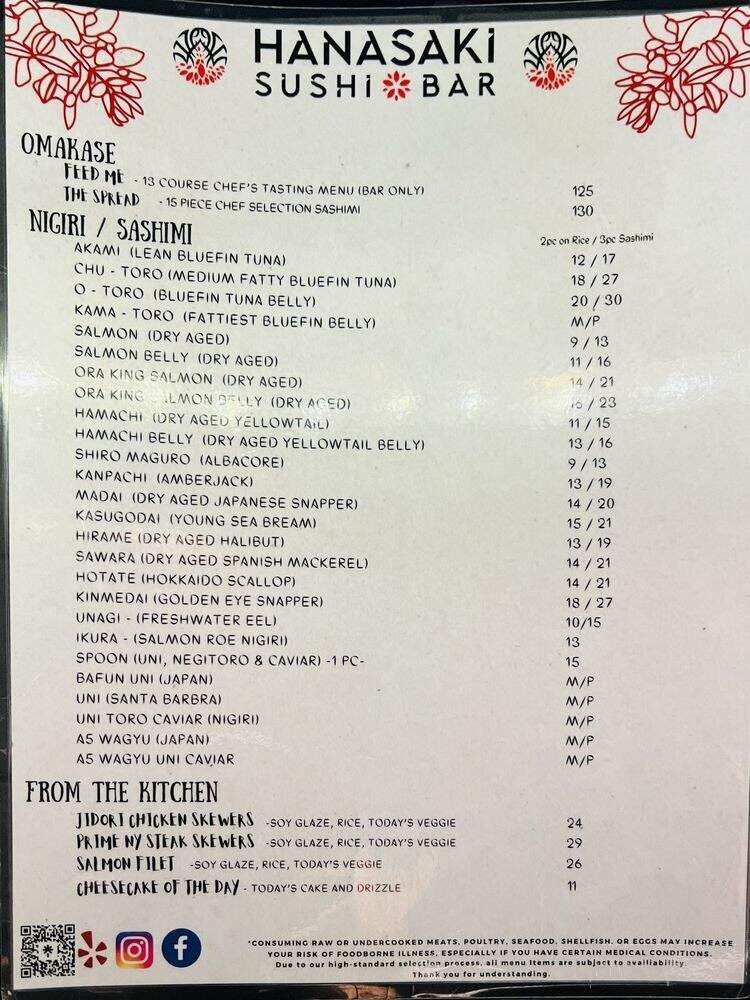 HANASAKI
SUSHI BAR
OMAKASE
FEED ME - 13 COURSE CHEF'S TASTING MENU (BAR ONLY) 125
THE SPREAD - 15 PIECE CHEF SELECTION SASHIMI 130
NIGIRI / SASHIMI 2pc on Rice / 3pc Sashimi
AKAMI (LEAN BLUEFIN TUNA) 12 / 17
CHU - TORO (MEDIUM FATTY BLUEFIN TUNA) 18 / 27
O - TORO (BLUEFIN TUNA BELLY) 20 / 30
KAMA - TORO (FATTIEST BLUEFIN BELLY) M/P
SALMON (DRY AGED) 9 / 13
SALMON BELLY (DRY AGED) 11 / 16
ORA KING SALMON (DRY AGED) 14 / 21
ORA KING SALMON BELLY (DRY AGED) 16 / 23
HAMACHI (DRY AGED YELLOWTAIL) 11 / 15
HAMACHI BELLY (DRY AGED YELLOWTAIL BELLY) 13 / 16
SHIRO MAGURO (ALBACORE) 9 / 13
KANPACHI (AMBERJACK) 13 / 19
MADAI (DRY AGED JAPANESE SNAPPER) 14 / 20
KASUGODAI (YOUNG SEA BREAM) 15 / 21
HIRAME (DRY AGED HALIBUT) 13 / 19
SAWARA (DRY AGED SPANISH MACKEREL) 14 / 21
HOTATE (HOKKAIDO SCALLOP) 14 / 21
KINMEDAI (GOLDEN EYE SNAPPER) 18 / 27
UNAGI - (FRESHWATER EEL) 10/15
IKURA - (SALMON ROE NIGIRI) 13
SPOON (UNI, NEGITORO & CAVIAR) -1 PC- 15
BAFUN UNI (JAPAN) M/P
UNI (SANTA BARBRA) M/P
UNI TORO CAVIAR (NIGIRI) M/P
A5 WAGYU (JAPAN) M/P
A5 WAGYU UNI CAVIAR M/P
FROM THE KITCHEN
JIDORI CHICKEN SKEWERS -SOY GLAZE, RICE, TODAY'S VEGGIE 24
PRIME NY STEAK SKEWERS -SOY GLAZE, RICE, TODAY'S VEGGIE 29
SALMON FILET -SOY GLAZE, RICE, TODAY'S VEGGIE 26
CHEESECAKE OF THE DAY - TODAY'S CAKE AND DRIZZLE 11
*CONSUMING RAW OR UNDERCOOKED MEATS, POULTRY, SEAFOOD, SHELLFISH, OR EGGS MAY INCREASE
YOUR RISK OF FOODBORNE ILLNESS, ESPECIALLY IF YOU HAVE CERTAIN MEDICAL CONDITIONS.
Due to our high-standard selection process, all menu items are subject to availiability.
Thank you for understanding.